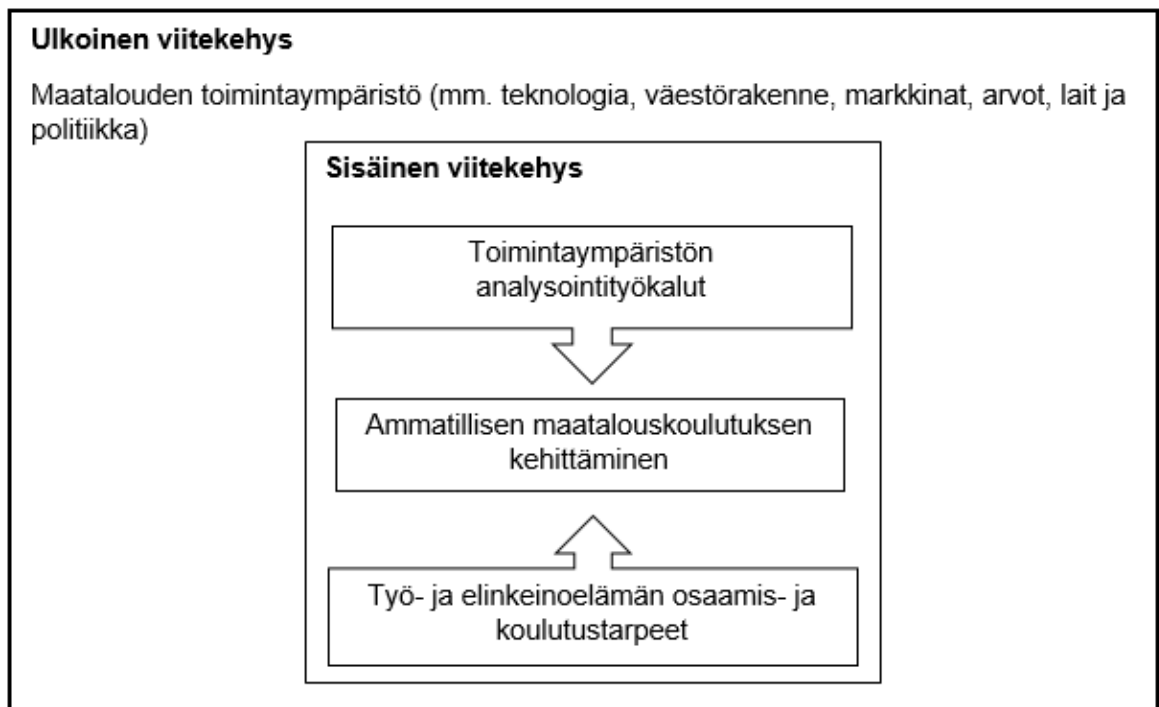 Ulkoinen viitekehys
Maatalouden toimintaympäristö (mm. teknologia, väestörakenne, markkinat, arvot, lait ja
politiikka)
Sisäinen viitekehys
Toimintaympäristön
analysointityökalut
Ammatillisen maatalouskoulutuksen
kehittäminen
Työ- ja elinkeinoelämän osaamis- ja
koulutustarpeet